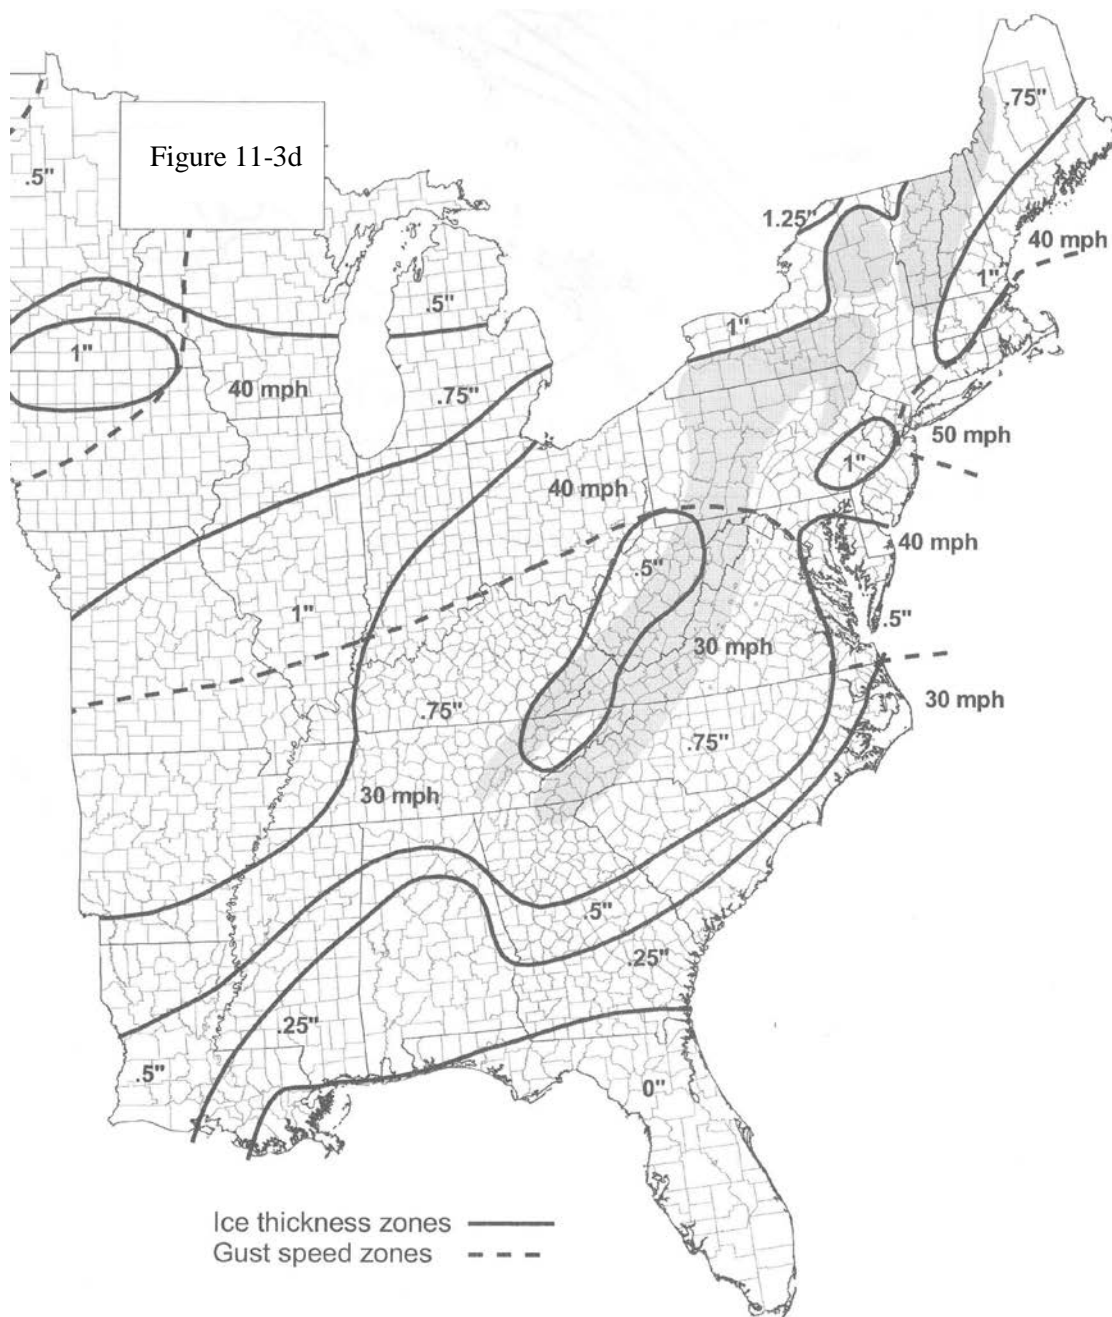 .75"
Figure 11-3d
.5"
1.25"
40 mph
1"
.5"
1"
1"
40 mph
.75"
50 mph
1"
40 mph
40 mph
.5"
1"
.5"
30 mph
.75"
30 mph
.75"
30 mph
.5"
.25"
.25"
.5"
0"
Ice thickness zones
Gust speed zones